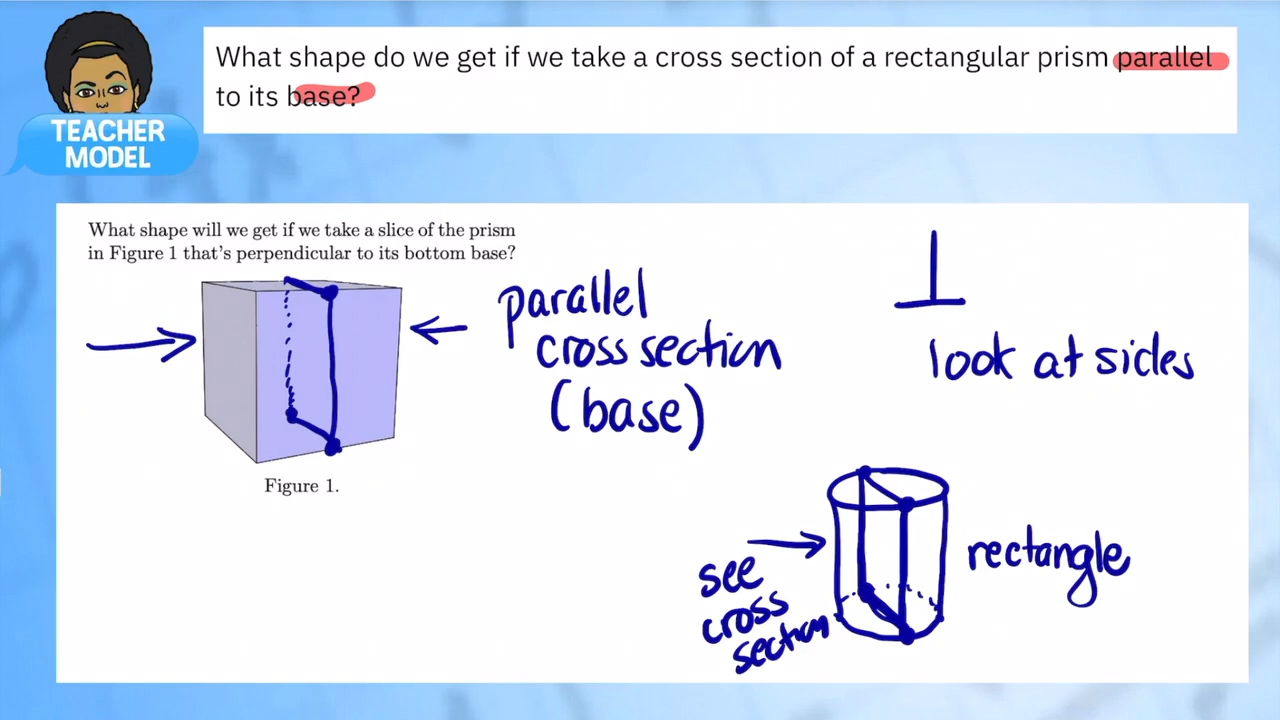 What shape do we get if we take a cross section of a rectangular prism parallel
to its base?
TEACHER
MODEL
What shape will we get if we take a slice of the prism
in Figure 1 that's perpendicular to its bottom base?
parallel
cross section
(base)
look at sides
Figure 1.
see
cross
section
rectangle